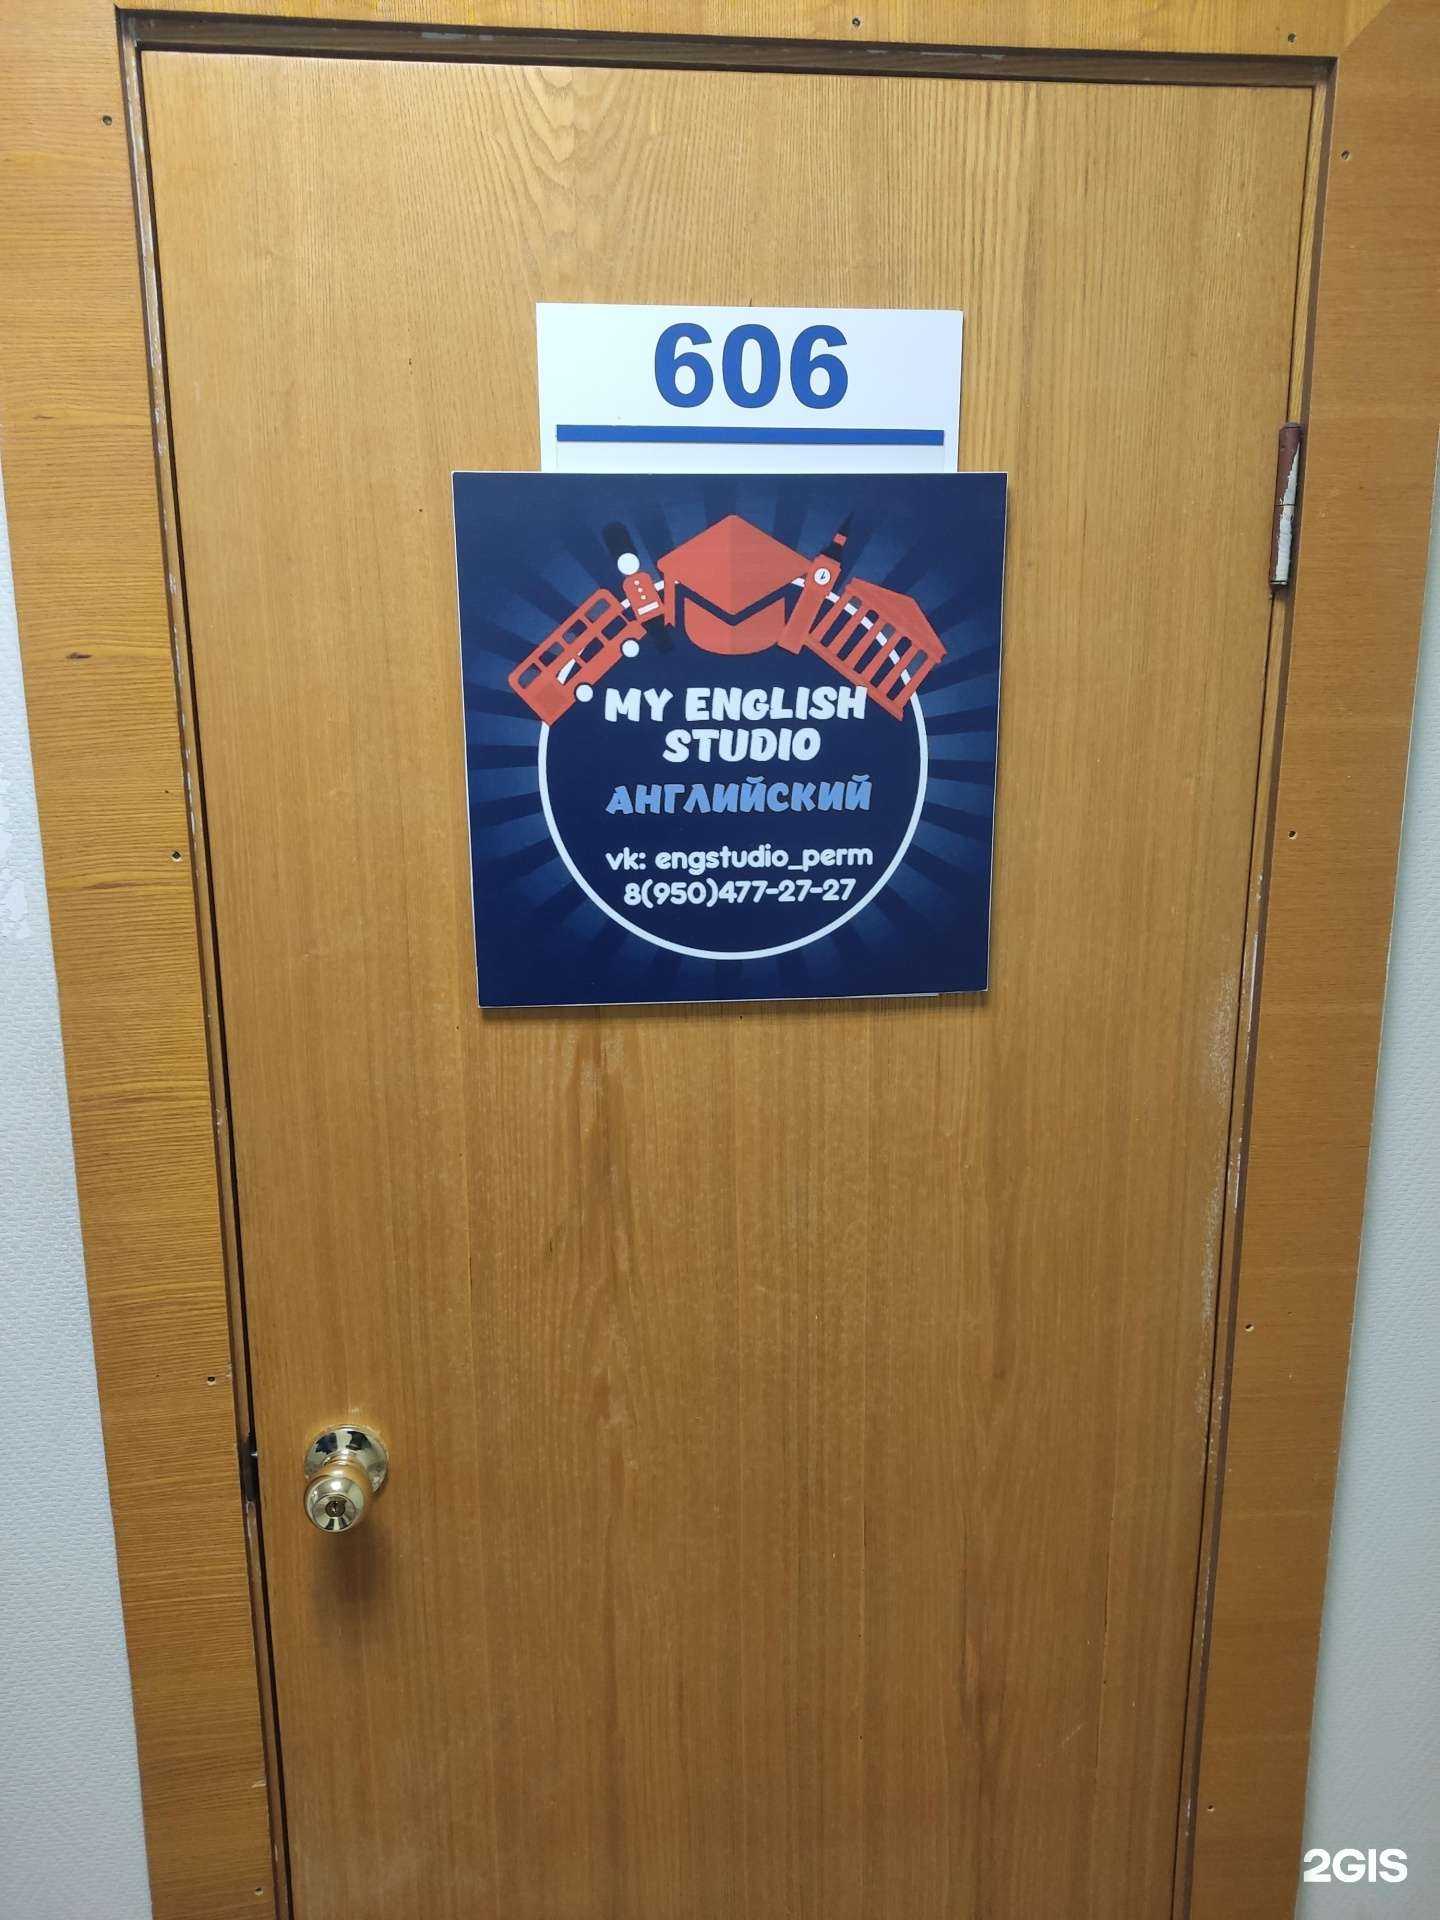 606
MY ENGLISH
STUDIO
АНГЛИЙСКИЙ
vk: engstudio_perm
8(950)477-27-27
2GIS